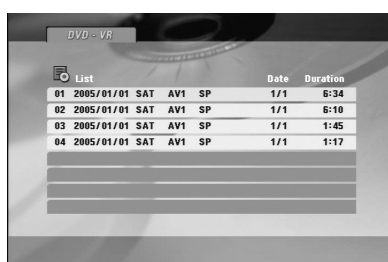 DVD - VR
List Date Duration
01 2005/01/01 SAT AV1 SP 1/1 6:34
02 2005/01/01 SAT AV1 SP 1/1 6:10
03 2005/01/01 SAT AV1 SP 1/1 1:45
04 2005/01/01 SAT AV1 SP 1/1 1:17